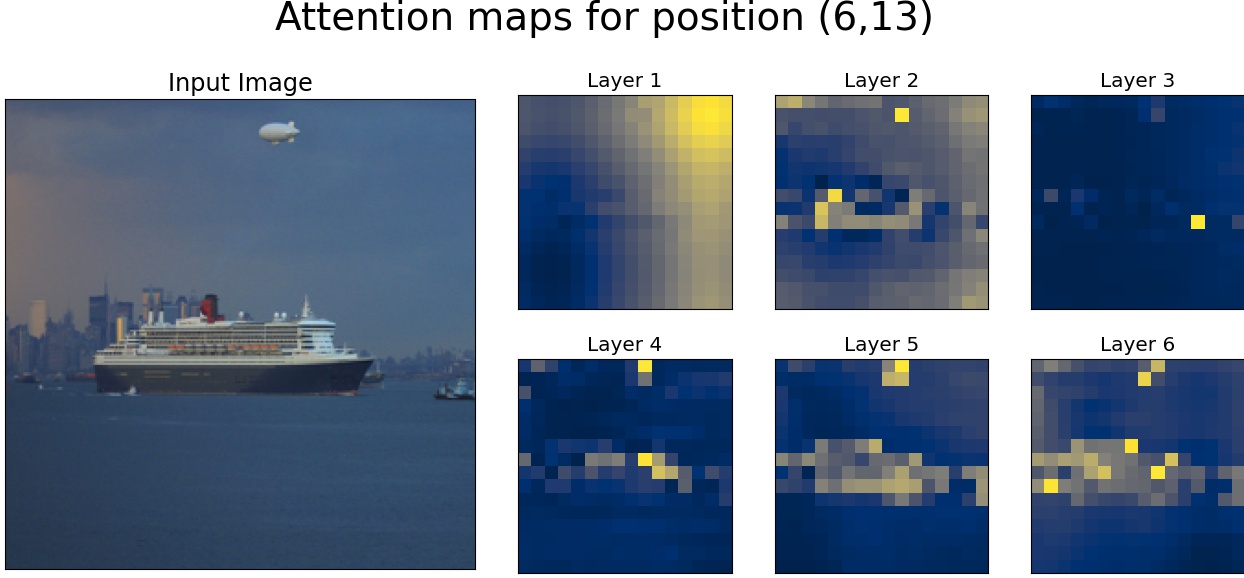 Attention maps for position (6,13)
Input Image
Layer 1
Layer 2
Layer 3
Layer 4
Layer 5
Layer 6